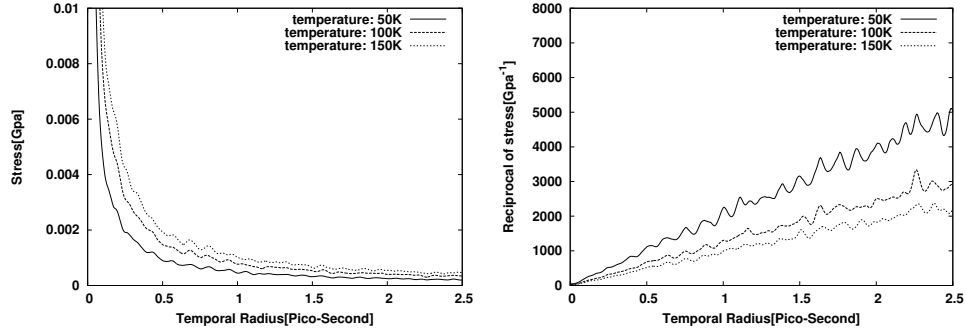 0.01
0.008
0.006
0.004
0.002
0
Stress[Gpa]
temperature: 50K
temperature: 100K
temperature: 150K
0 0.5 1 1.5 2 2.5
Temporal Radius[Pico-Second]
8000
7000
6000
5000
4000
3000
2000
1000
0
Reciprocal of stress[Gpa-1]
temperature: 50K
temperature: 100K
temperature: 150K
0 0.5 1 1.5 2 2.5
Temporal Radius[Pico-Second]